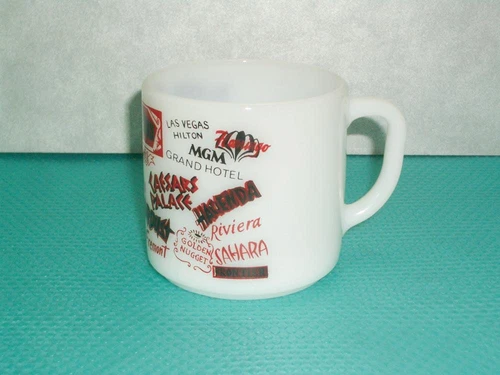 LAS VEGAS
HILTON
Flamingo
MGM
GRAND HOTEL
CAESARS
PALACE
HACIENDA
Riviera
GOLDEN
NUGGET
SAHARA